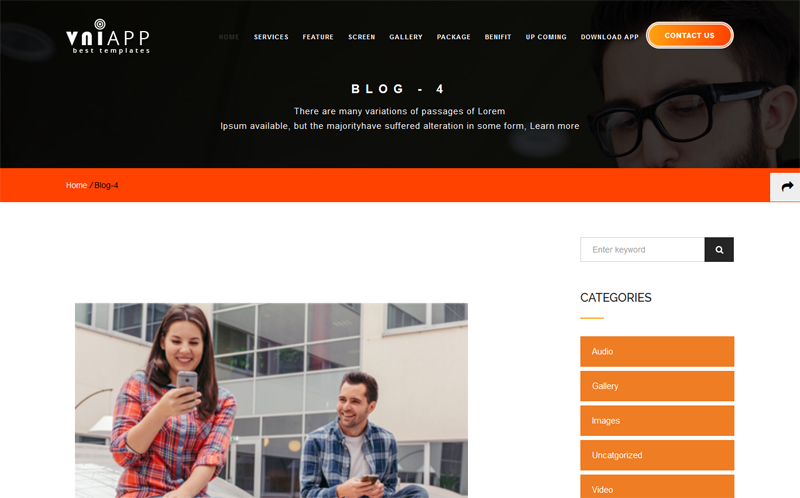 vniAPP
best templates
HOME SERVICES FEATURE SCREEN GALLERY PACKAGE BENIFIT UP COMING DOWNLOAD APP CONTACT US
BLOG - 4
There are many variations of passages of Lorem
Ipsum available, but the majorityhave suffered alteration in some form, Learn more
Home / Blog-4
Enter keyword
CATEGORIES
Audio
Gallery
Images
Uncatgorized
Video